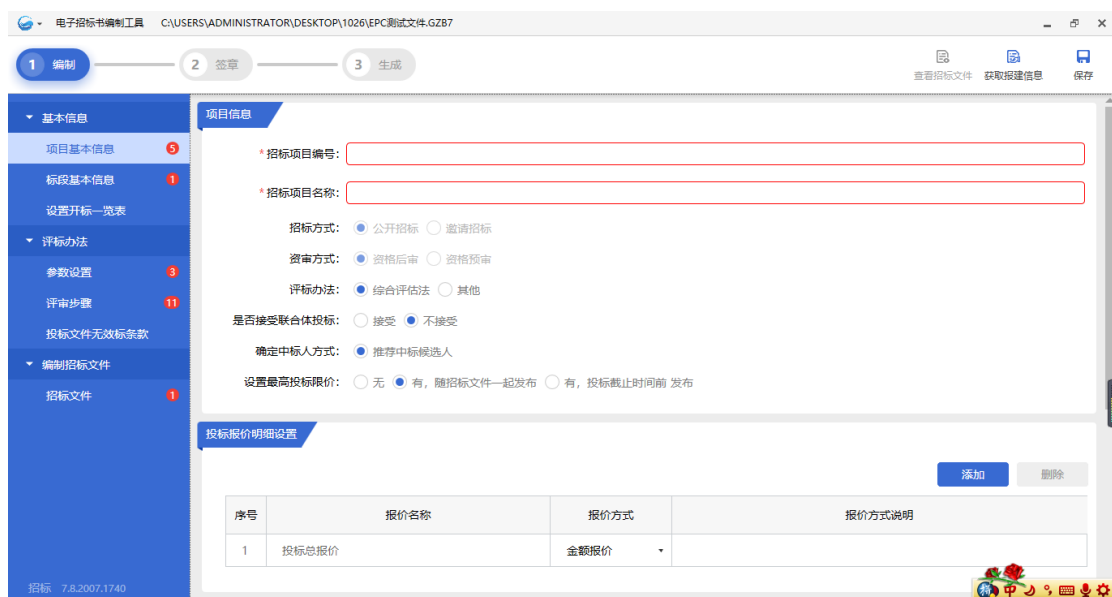 电子招标书编制工具 C:\USERS\ADMINISTRATOR\DESKTOP\1026\EPC测试文件.GZB7
1 编制 2 签章 3 生成
查看招标文件 获取报建信息 保存
基本信息
项目基本信息 5
标段基本信息 1
设置开标一览表
评标办法
参数设置 3
评审步骤 11
投标文件无效标条款
编制招标文件
招标文件 1
招标 7.8.2007.1740
项目信息
*招标项目编号:
*招标项目名称:
招标方式: 公开招标 邀请招标
资审方式: 资格后审 资格预审
评标办法: 综合评估法 其他
是否接受联合体投标: 接受 不接受
确定中标人方式: 推荐中标候选人
设置最高投标限价: 无 有,随招标文件一起发布 有,投标截止时间前 发布
投标报价明细设置
添加 删除
序号 报价名称 报价方式 报价方式说明
1 投标总报价 金额报价
中